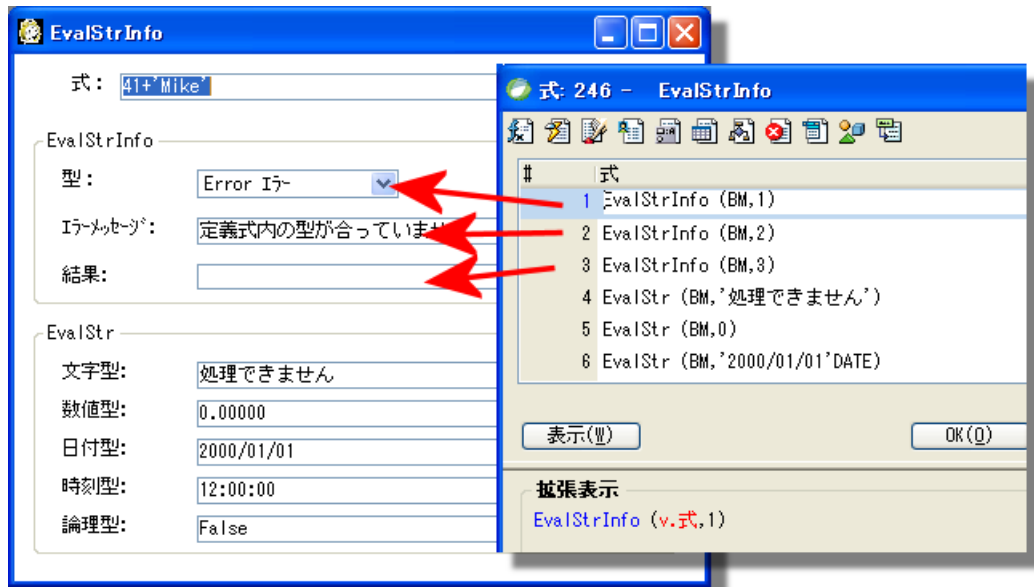 EvalStrInfo
式： 41+'Mike'
EvalStrInfo
型： Error ｴﾗｰ
ｴﾗｰﾒｯｾｰｼﾞ: 定義式内の型が合っていま
結果:
EvalStr
文字型: 処理できません
数値型: 0.00000
日付型: 2000/01/01
時刻型: 12:00:00
論理型: False
式: 246 - EvalStrInfo
# 式
1 EvalStrInfo (BM,1)
2 EvalStrInfo (BM,2)
3 EvalStrInfo (BM,3)
4 EvalStr (BM,'処理できません')
5 EvalStr (BM,0)
6 EvalStr (BM,'2000/01/01'DATE)
表示(W) OK(O)
拡張表示
EvalStrInfo (v.式,1)